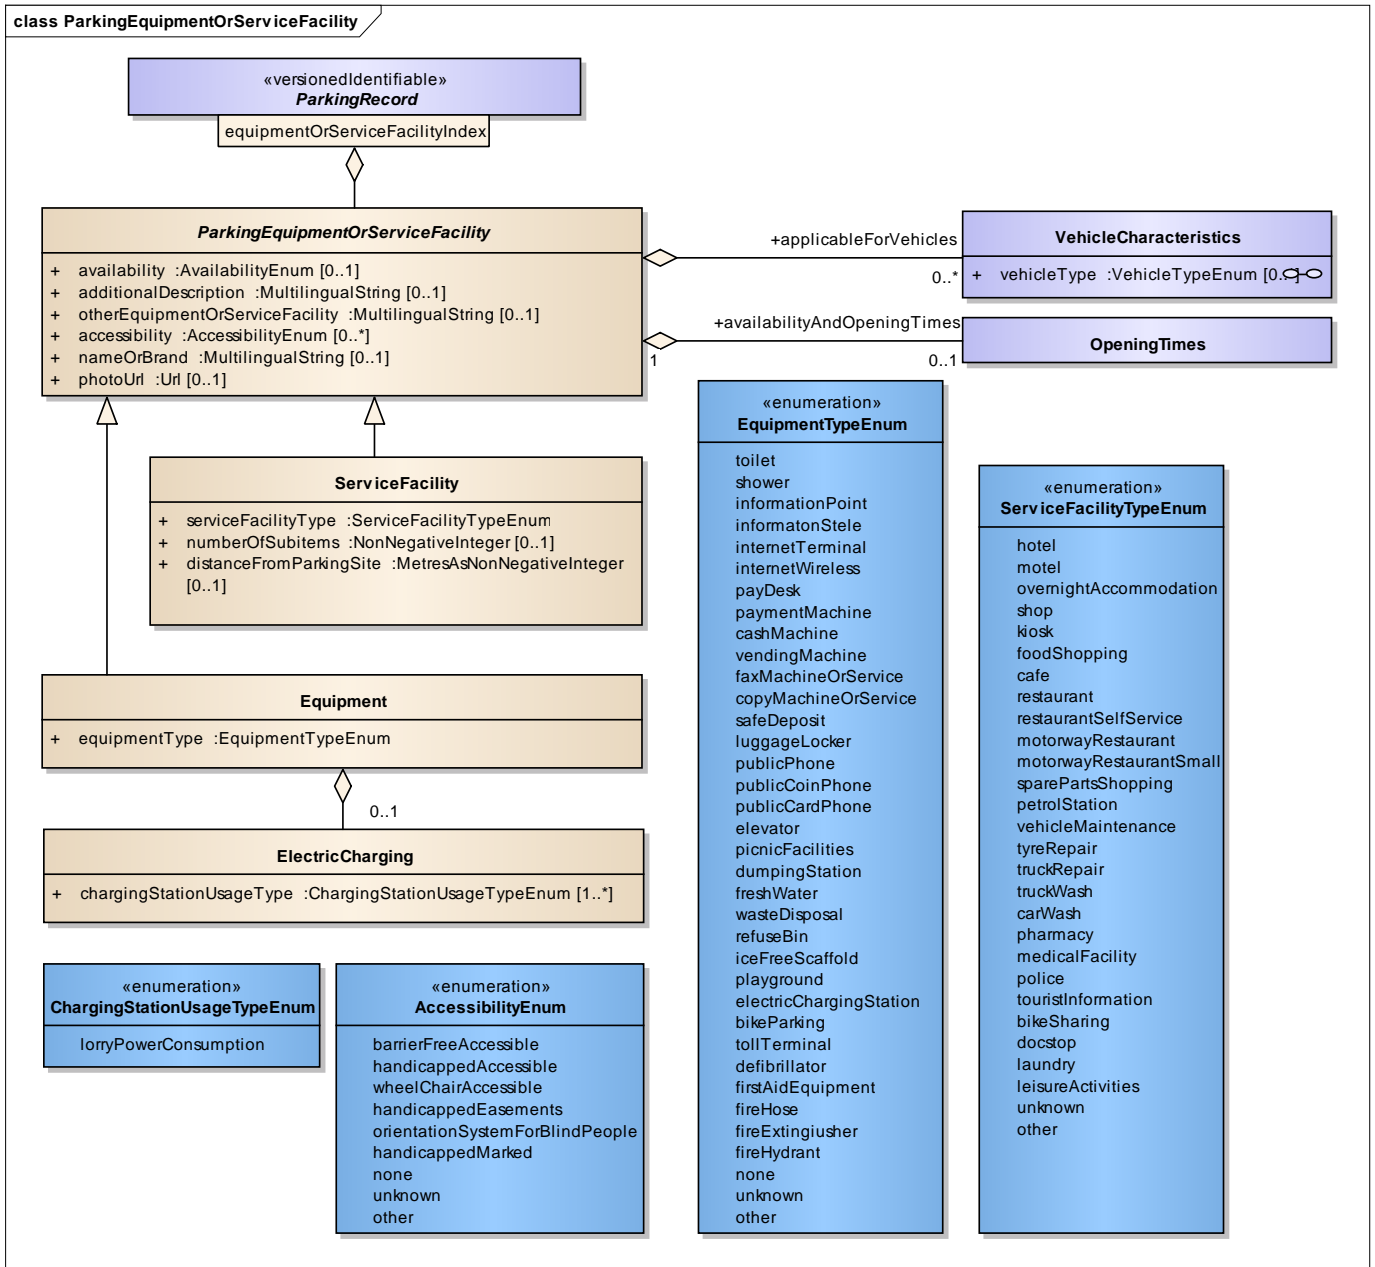 class ParkingEquipmentOrServiceFacility
«versionedIdentifiable»
ParkingRecord
equipmentOrServiceFacilityIndex
ParkingEquipmentOrServiceFacility
+ availability :AvailabilityEnum [0..1]
+ additionalDescription :MultilingualString [0..1]
+ otherEquipmentOrServiceFacility :MultilingualString [0..1]
+ accessibility :AccessibilityEnum [0..*]
+ nameOrBrand :MultilingualString [0..1]
+ photoUrl :Url [0..1]
+applicableForVehicles
0..*
VehicleCharacteristics
+ vehicleType :VehicleTypeEnum [0..
+availabilityAndOpeningTimes
1
0..1
OpeningTimes
ServiceFacility
+ serviceFacilityType :ServiceFacilityTypeEnum
+ numberOfSubitems :NonNegativeInteger [0..1]
+ distanceFromParkingSite :MetresAsNonNegativeInteger
[0..1]
Equipment
+ equipmentType :EquipmentTypeEnum
0..1
ElectricCharging
+ chargingStationUsageType :ChargingStationUsageTypeEnum [1..*]
«enumeration»
ChargingStationUsageTypeEnum
lorryPowerConsumption
«enumeration»
AccessibilityEnum
barrierFreeAccessible
handicappedAccessible
wheelChairAccessible
handicappedEasements
orientationSystemForBlindPeople
handicappedMarked
none
unknown
other
«enumeration»
EquipmentTypeEnum
toilet
shower
informationPoint
informatonStele
internetTerminal
internetWireless
payDesk
paymentMachine
cashMachine
vendingMachine
faxMachineOrService
copyMachineOrService
safeDeposit
luggageLocker
publicPhone
publicCoinPhone
publicCardPhone
elevator
picnicFacilities
dumpingStation
freshWater
wasteDisposal
refuseBin
iceFreeScaffold
playground
electricChargingStation
bikeParking
tollTerminal
defibrillator
firstAidEquipment
fireHose
fireExtingiusher
fireHydrant
none
unknown
other
«enumeration»
ServiceFacilityTypeEnum
hotel
motel
overnightAccommodation
shop
kiosk
foodShopping
cafe
restaurant
restaurantSelfService
motorwayRestaurant
motorwayRestaurantSmall
sparePartsShopping
petrolStation
vehicleMaintenance
tyreRepair
truckRepair
truckWash
carWash
pharmacy
medicalFacility
police
touristInformation
bikeSharing
docstop
laundry
leisureActivities
unknown
other